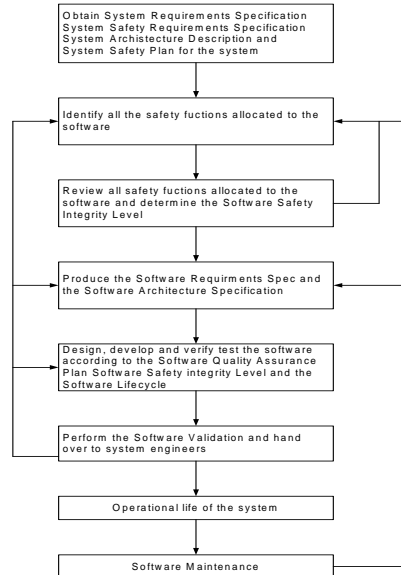 Obtain System Requirements Specification
System Safety Requirements Specification
System Archistecture Description and
System Safety Plan for the system
Identify all the safety fuctions allocated to the
software
Review all safety fuctions allocated to the
software and determine the Software Safety
Integrity Level
Produce the Software Requirments Spec and
the Software Architecture Specification
Design, develop and verify test the software
according to the Software Quality Assurance
Plan Software Safety integrity Level and the
Software Lifecycle
Perform the Software Validation and hand
over to system engineers
Operational life of the system
Software Maintenance